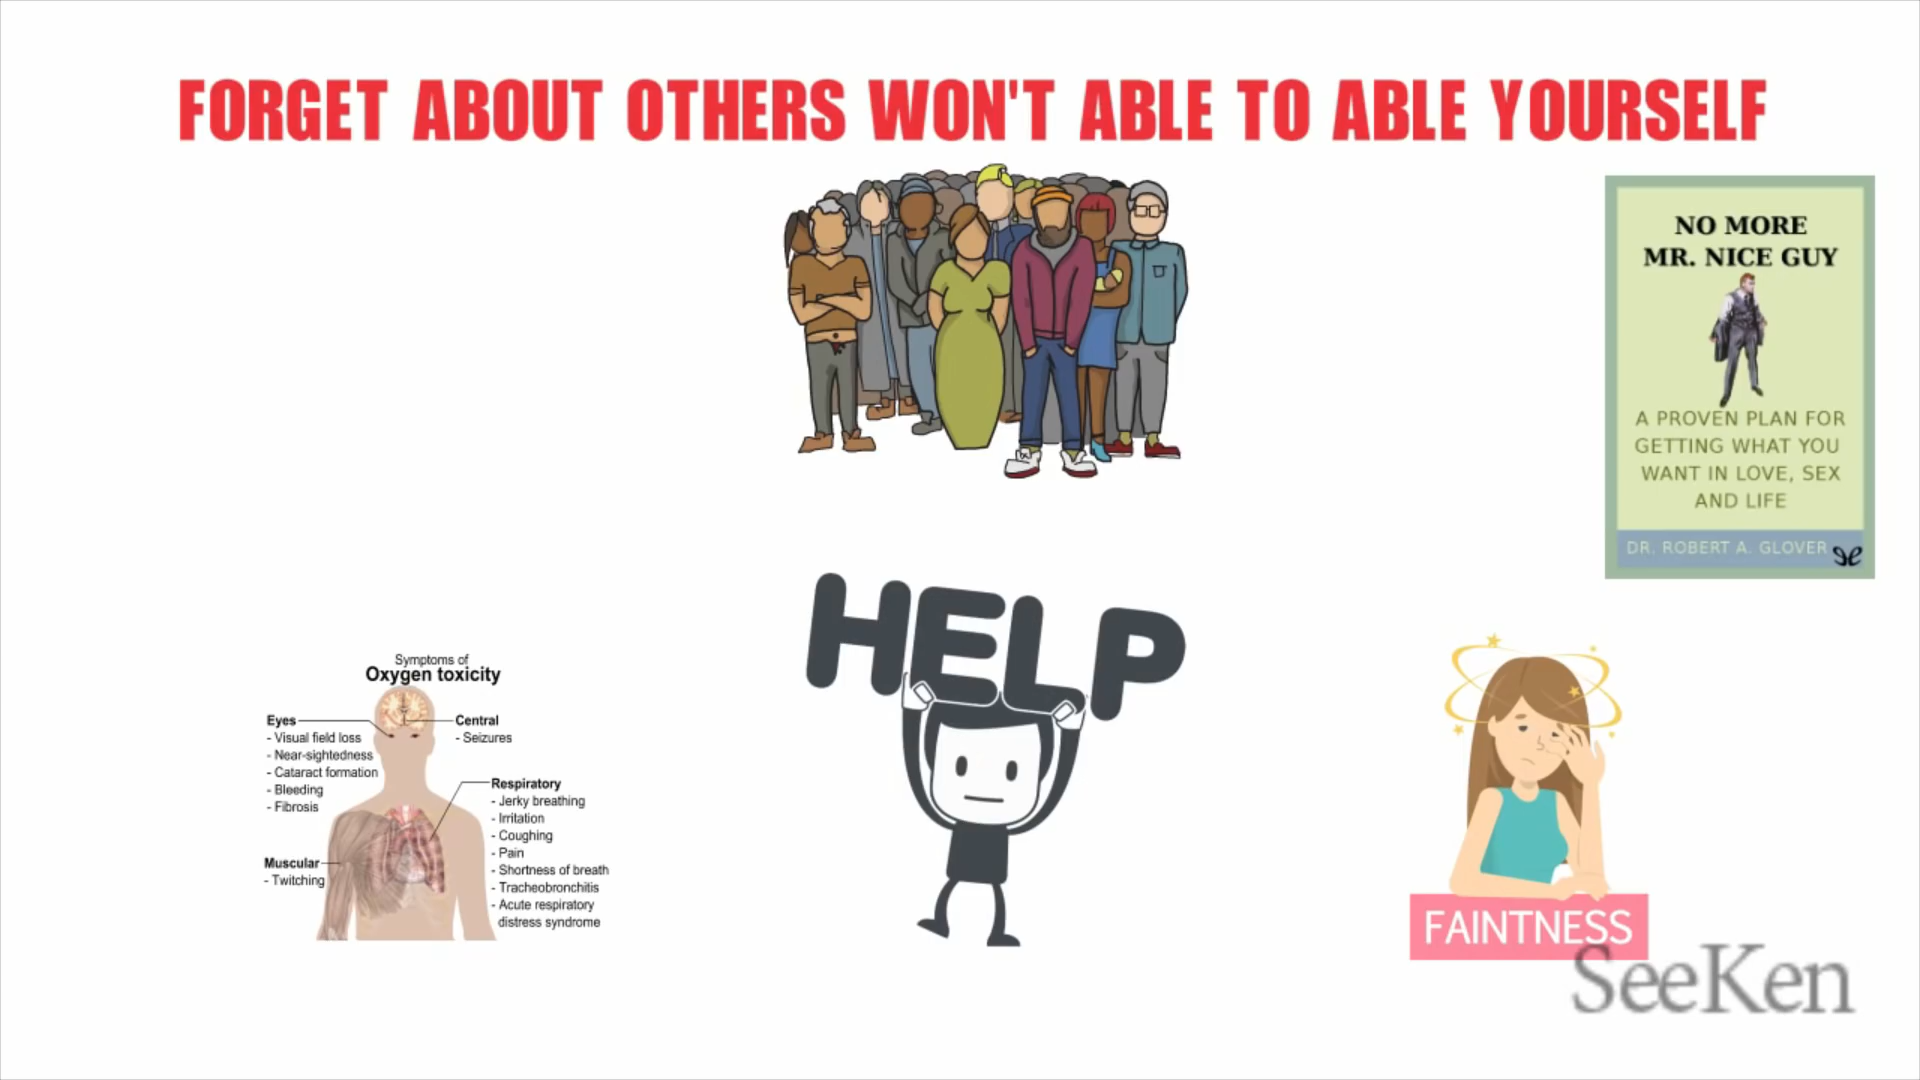 FORGET ABOUT OTHERS WON'T ABLE TO ABLE YOURSELF
NO MORE
MR. NICE GUY
A PROVEN PLAN FOR
GETTING WHAT YOU
WANT IN LOVE, SEX
AND LIFE
DR. ROBERT A. GLOVER
HELP
Symptoms of
Oxygen toxicity
Eyes
- Visual field loss
- Near-sightedness
- Cataract formation
- Bleeding
- Fibrosis
Central
- Seizures
Respiratory
- Jerky breathing
- Irritation
- Coughing
- Pain
- Shortness of breath
- Tracheobronchitis
- Acute respiratory
distress syndrome
Muscular
- Twitching
FAINTNESS
SeeKen